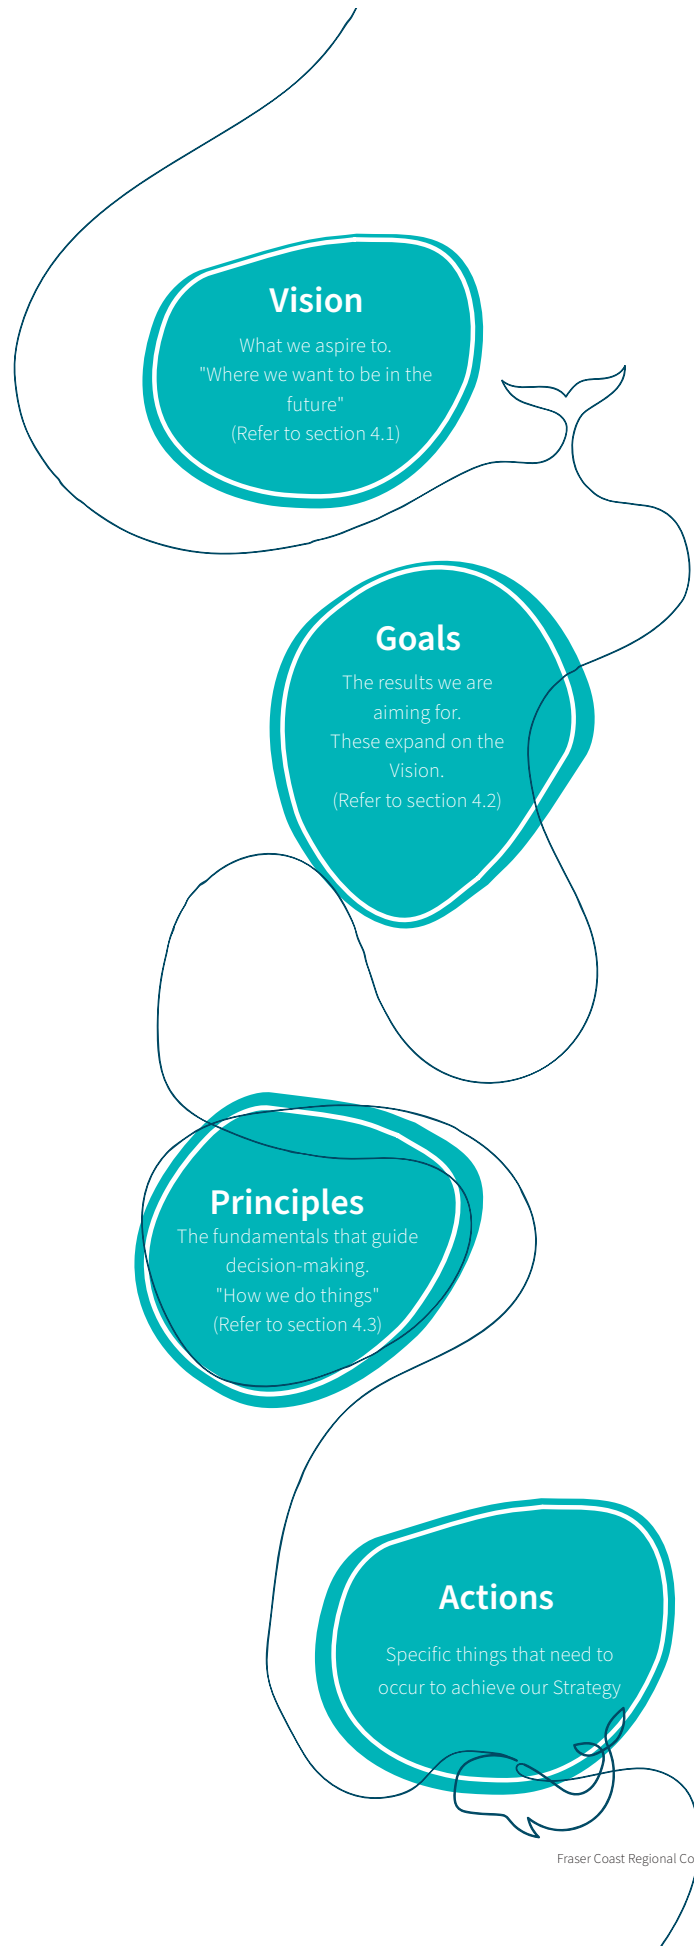 Vision
What we aspire to.
"Where we want to be in the
future"
(Refer to section 4.1)
Goals
The results we are
aiming for.
These expand on the
Vision.
(Refer to section 4.2)
Principles
The fundamentals that guide
decision-making.
"How we do things"
(Refer to section 4.3)
Actions
Specific things that need to
occur to achieve our Strategy
Fraser Coast Regional Co